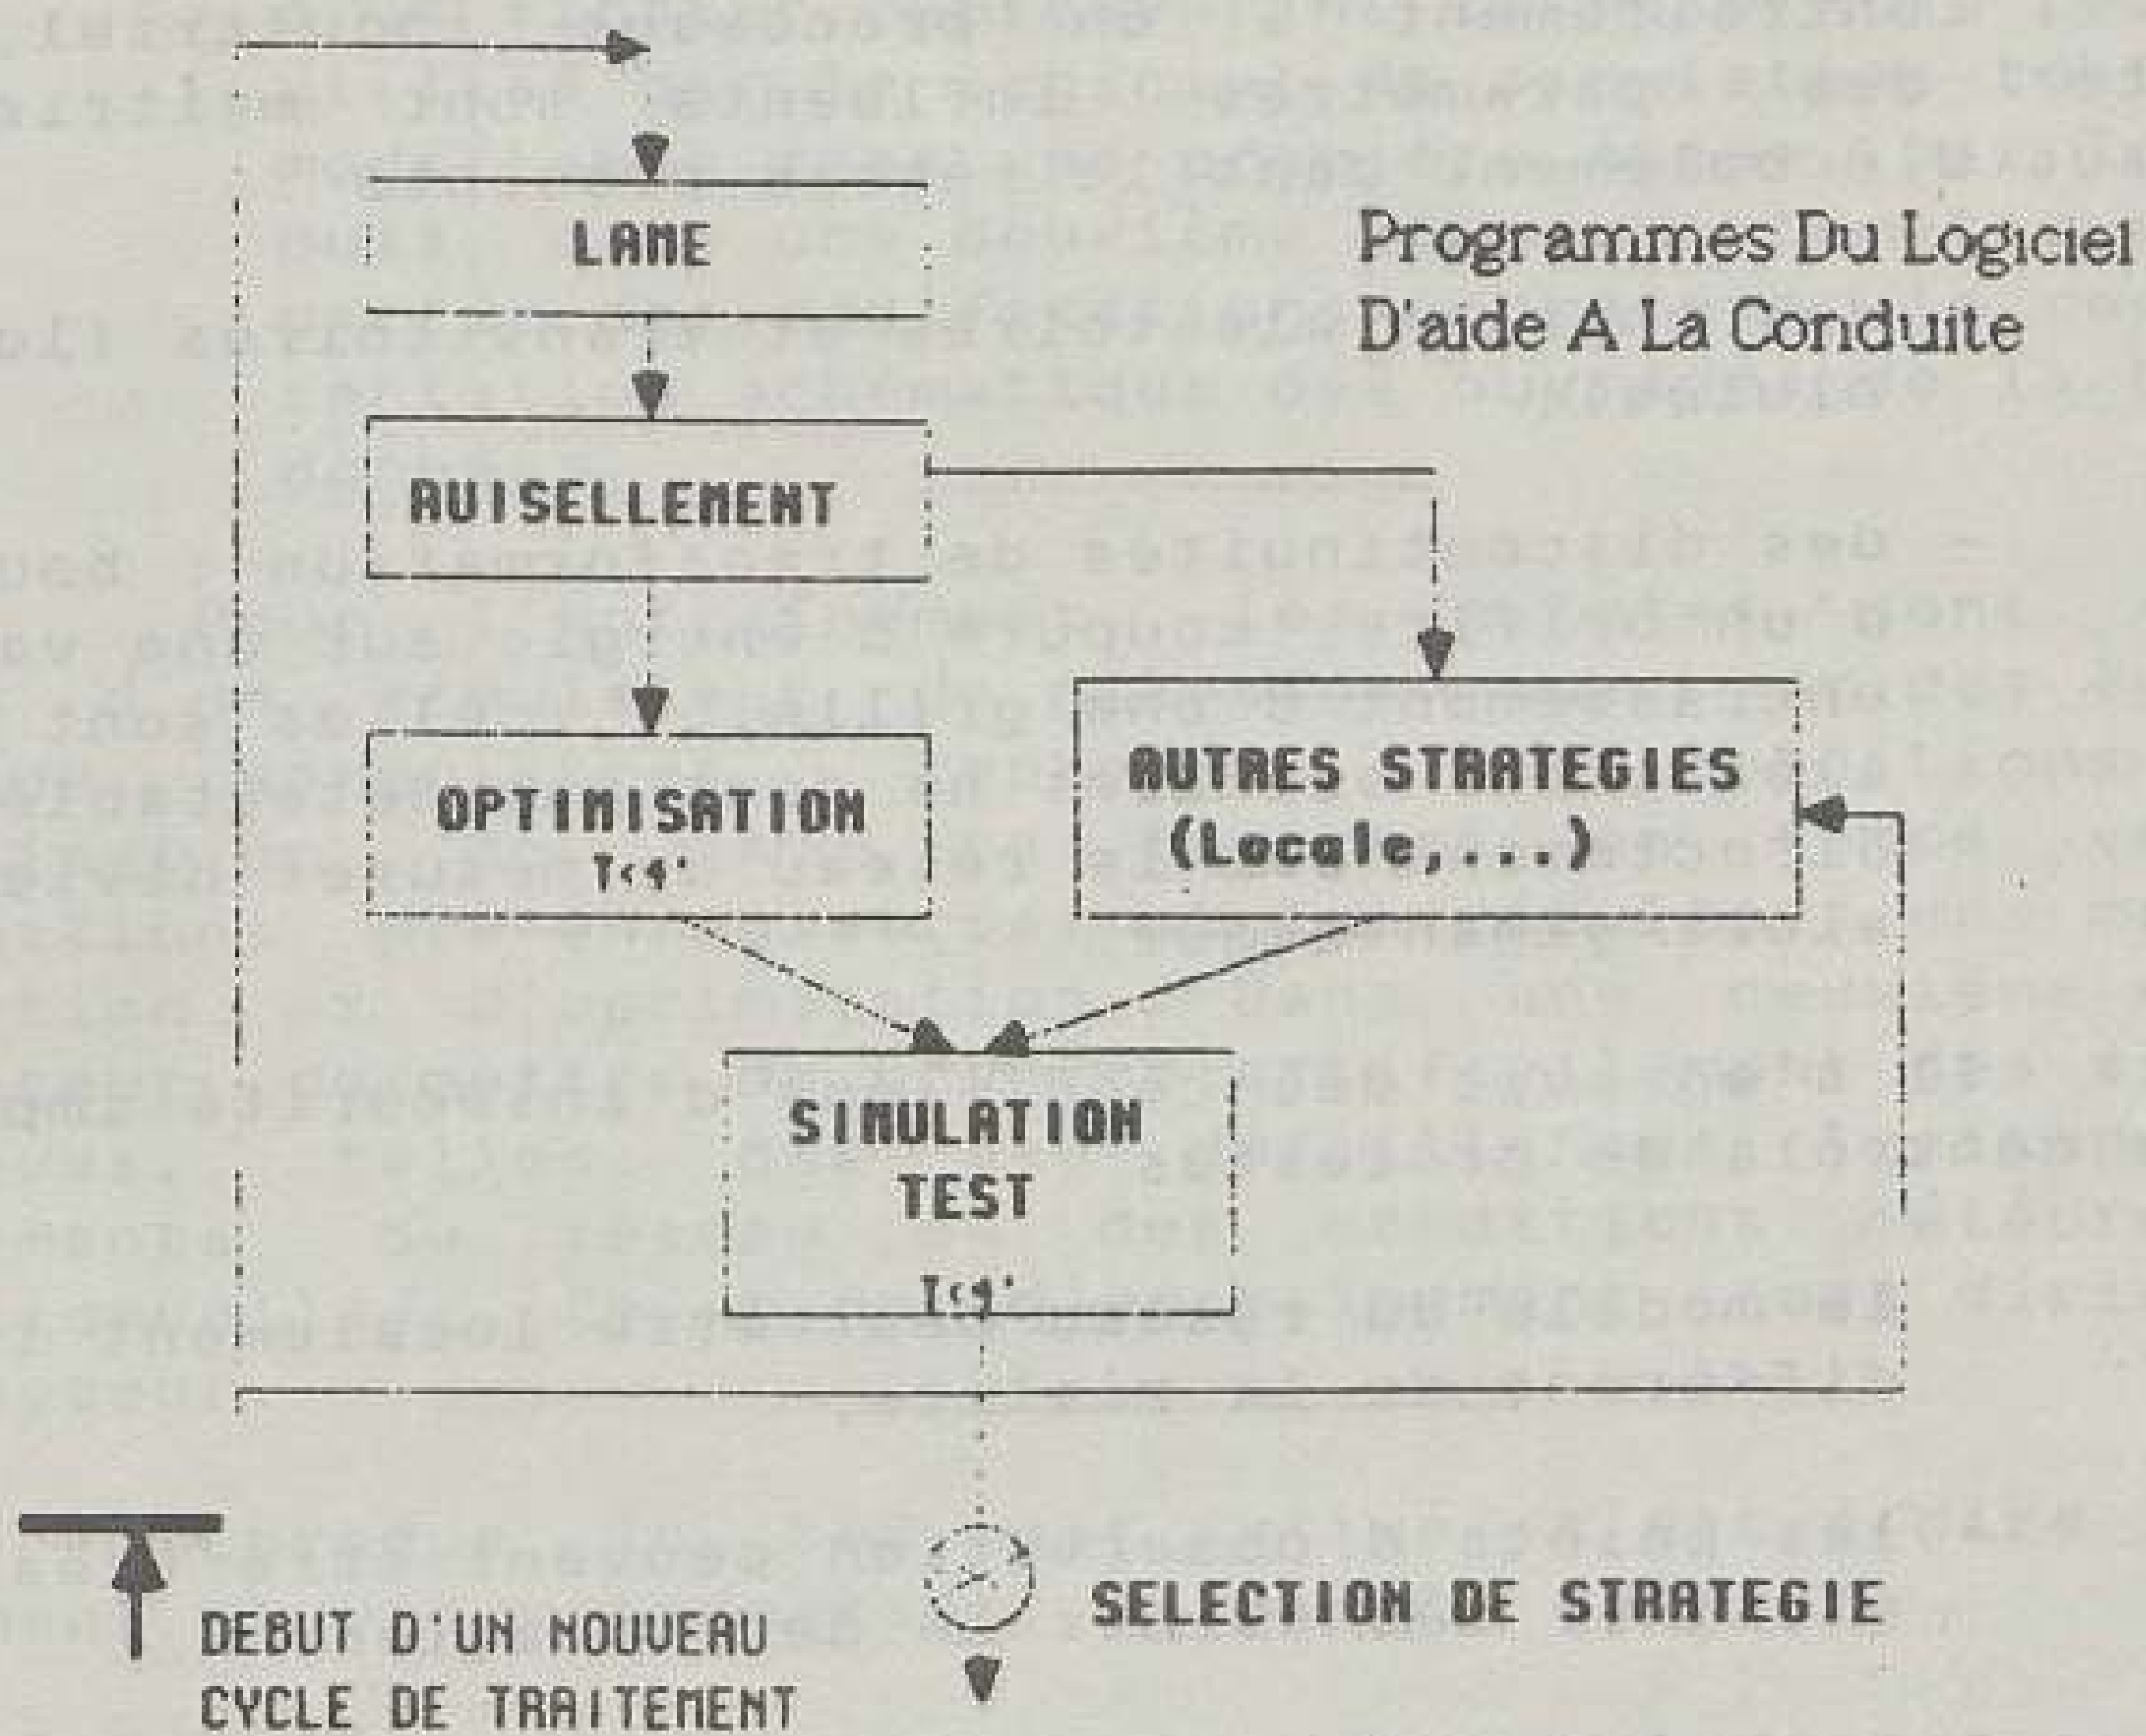 LAME
Programmes Du Logiciel
D'aide A La Conduite
RUISELLEMENT
AUTRES STRATEGIES
(Locale,...)
OPTIMISATION
T<4'
SIMULATION
TEST
SELECTION DE STRATEGIE
DEBUT D'UN NOUVEAU
CYCLE DE TRAITEMENT